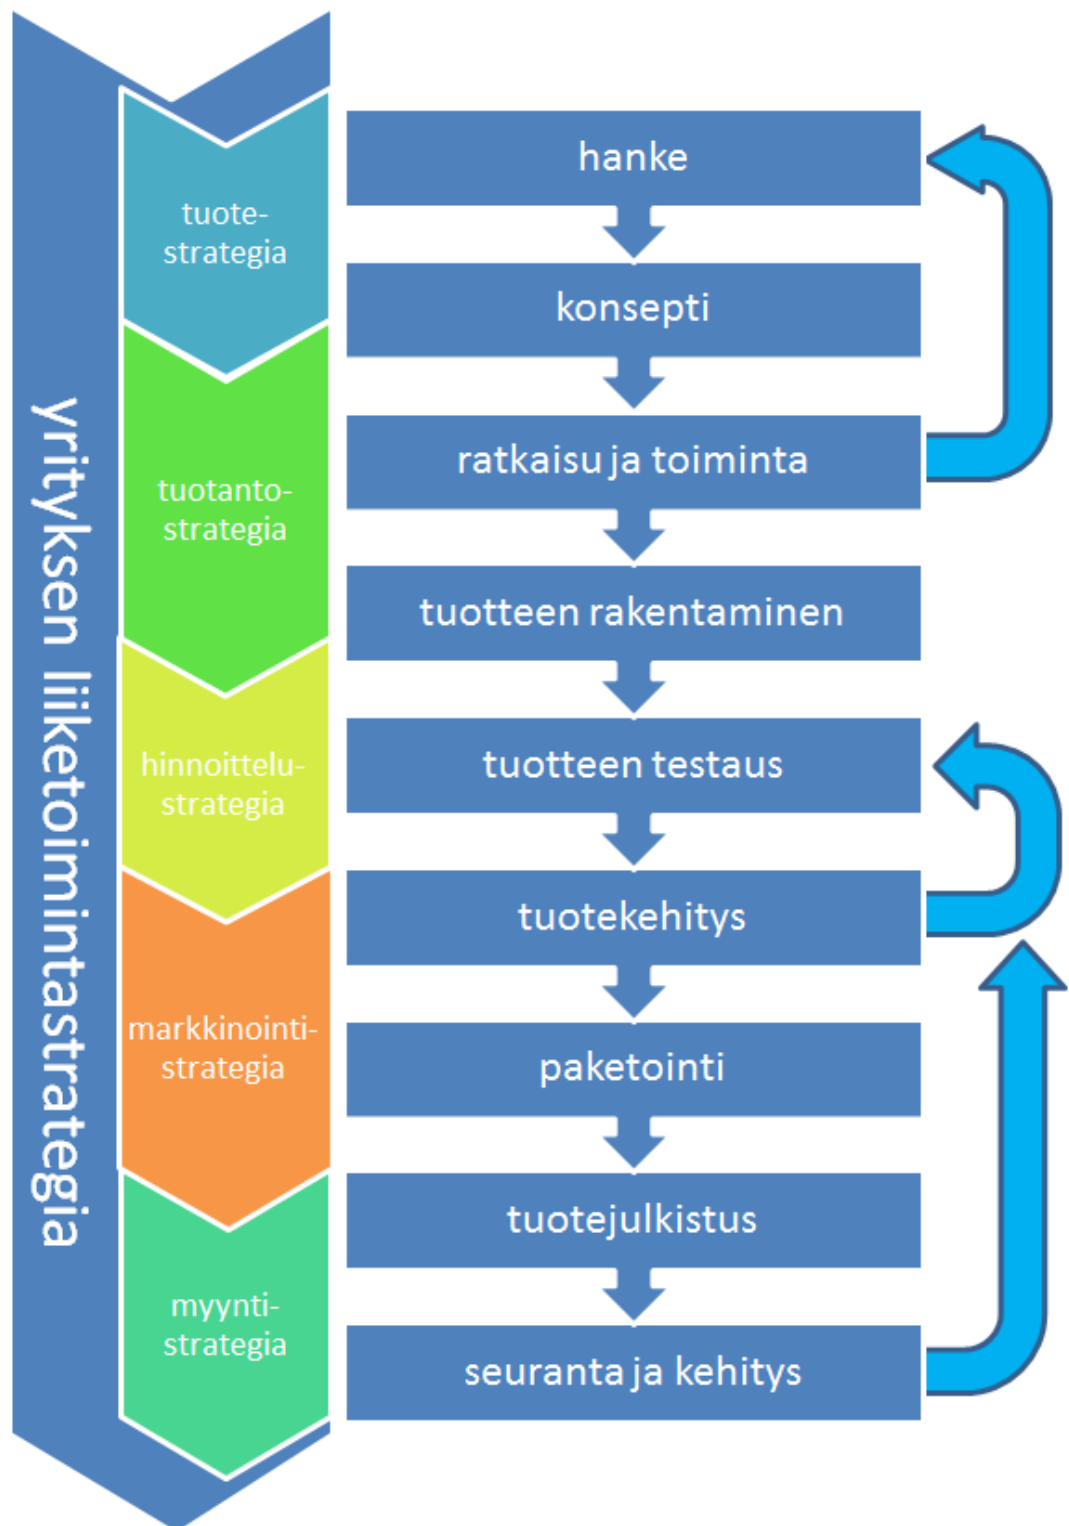 yrityksen liiketoimintastrategia
tuote-
strategia
tuotanto-
strategia
hinnoittelu-
strategia
markkinointi-
strategia
myynti-
strategia
hanke
konsepti
ratkaisu ja toiminta
tuotteen rakentaminen
tuotteen testaus
tuotekehitys
paketointi
tuotejulkistus
seuranta ja kehitys